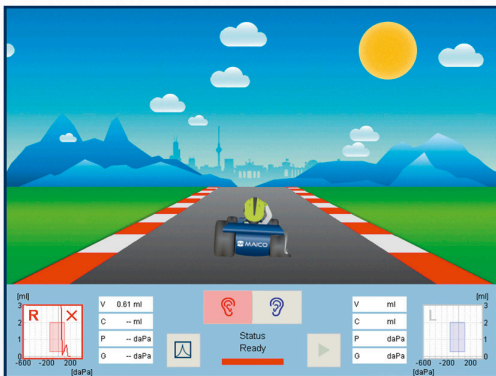 MAICO
[ml]
3
2
1
0
R
-600 -200 200
[daPa]
V 0.61 ml
C -- ml
P -- daPa
G -- daPa
Status
Ready
V ml
C ml
P daPa
G daPa
[ml]
3
2
1
0
L
-600 -200 200
[daPa]